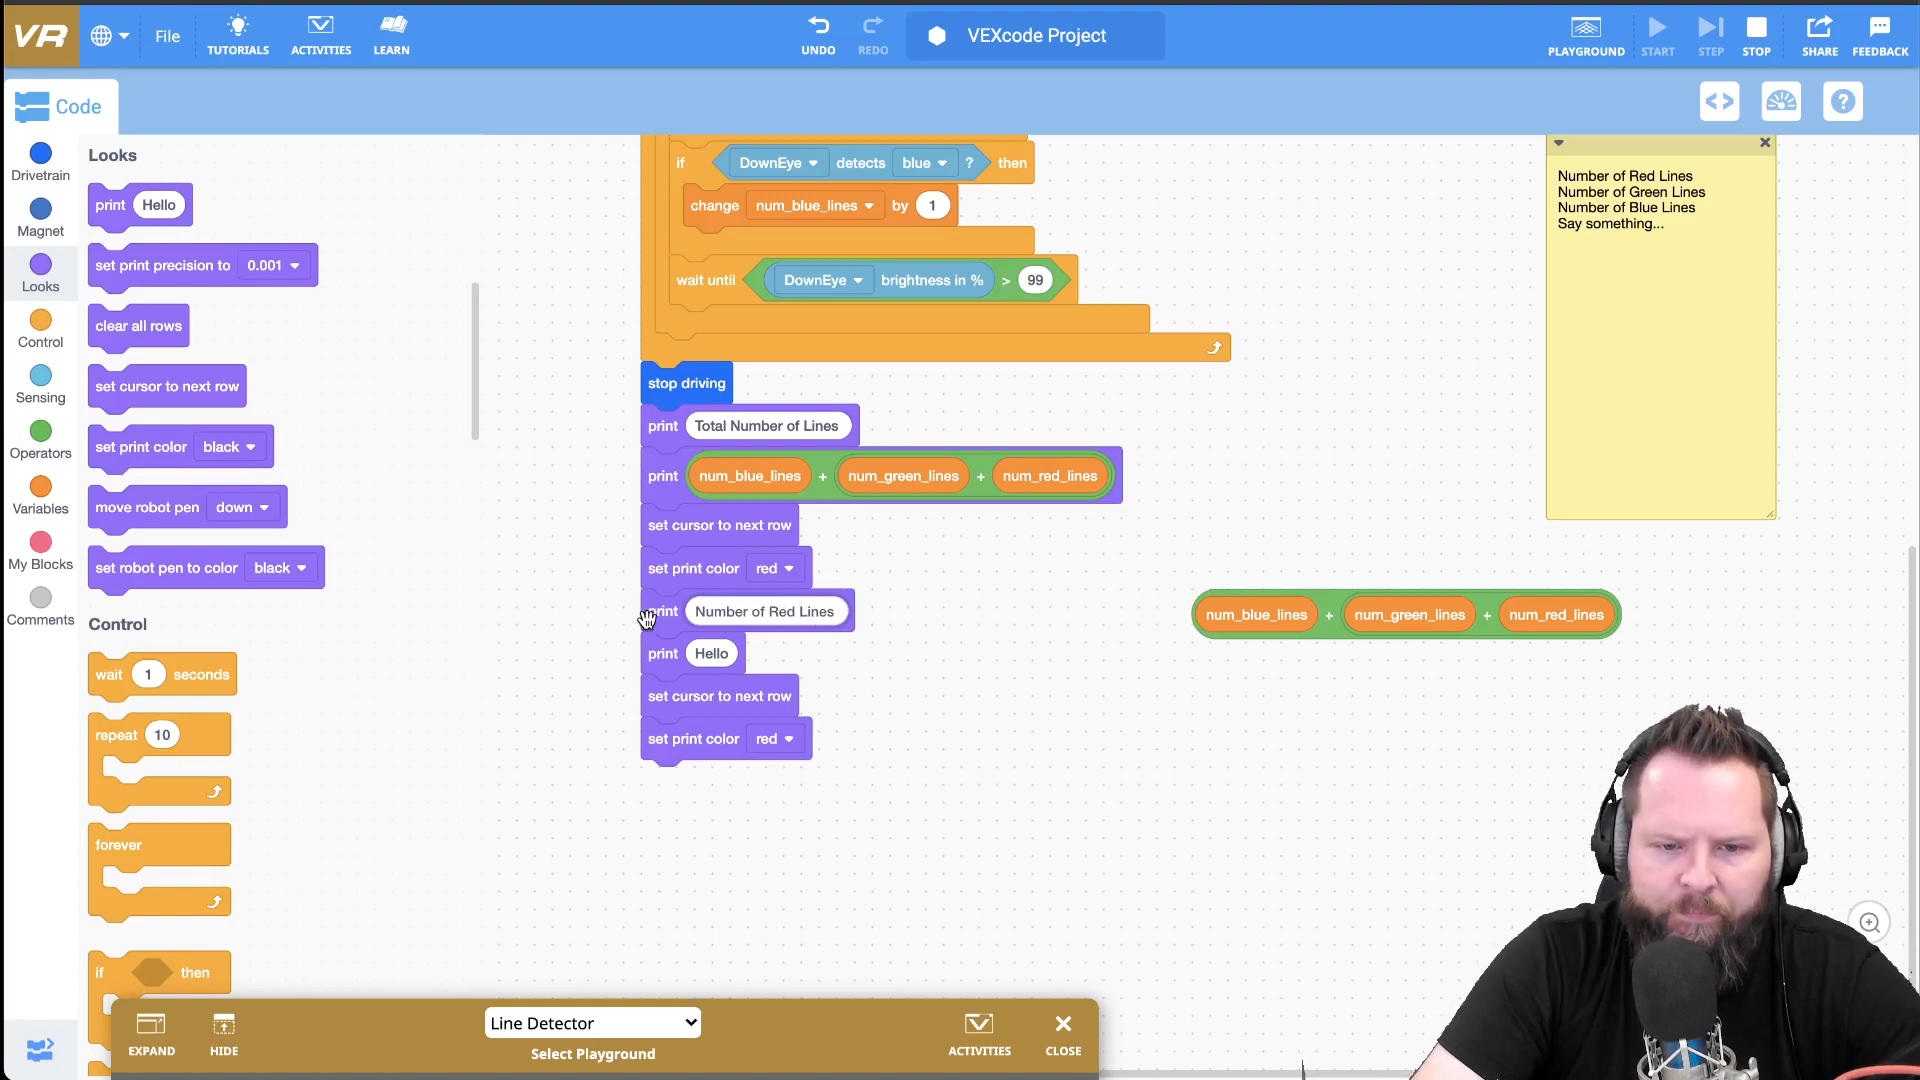 VR
File
TUTORIALS
ACTIVITIES
LEARN
UNDO
REDO
VEXcode Project
PLAYGROUND
START
STEP
STOP
SHARE
FEEDBACK
Code
Drivetrain
Magnet
Looks
Control
Sensing
Operators
Variables
My Blocks
Comments
Looks
print Hello
set print precision to 0.001
clear all rows
set cursor to next row
set print color black
move robot pen down
set robot pen to color black
Control
wait 1 seconds
repeat 10
forever
if then
if DownEye detects blue ? then
change num_blue_lines by 1
wait until DownEye brightness in % > 99
stop driving
print Total Number of Lines
print num_blue_lines + num_green_lines + num_red_lines
set cursor to next row
set print color red
print Number of Red Lines
print Hello
set cursor to next row
set print color red
num_blue_lines + num_green_lines + num_red_lines
Number of Red Lines
Number of Green Lines
Number of Blue Lines
Say something...
EXPAND
HIDE
Line Detector
Select Playground
ACTIVITIES
CLOSE